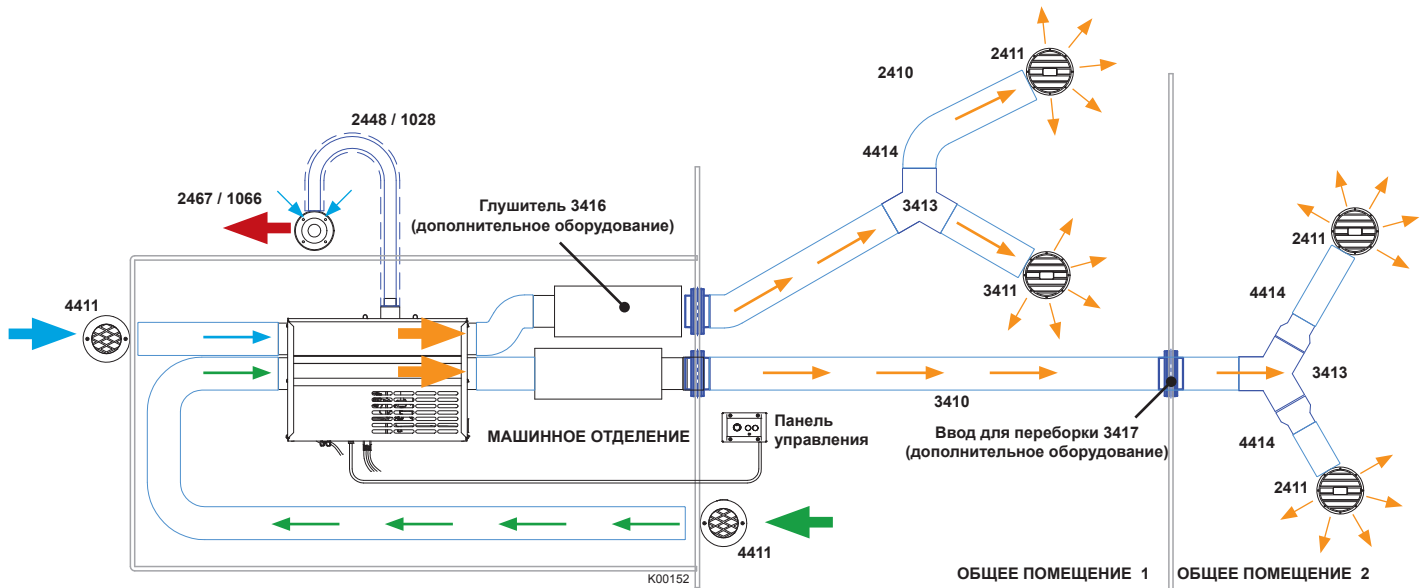 2411
2410
2448 / 1028
4414
2467 / 1066
Глушитель 3416
(дополнительное оборудование)
3413
2411
3411
4411
4414
3413
3410
Панель
управления
МАШИННОЕ ОТДЕЛЕНИЕ
Ввод для переборки 3417
(дополнительное оборудование)
4414
2411
4411
K00152
ОБЩЕЕ ПОМЕЩЕНИЕ 1
ОБЩЕЕ ПОМЕЩЕНИЕ 2